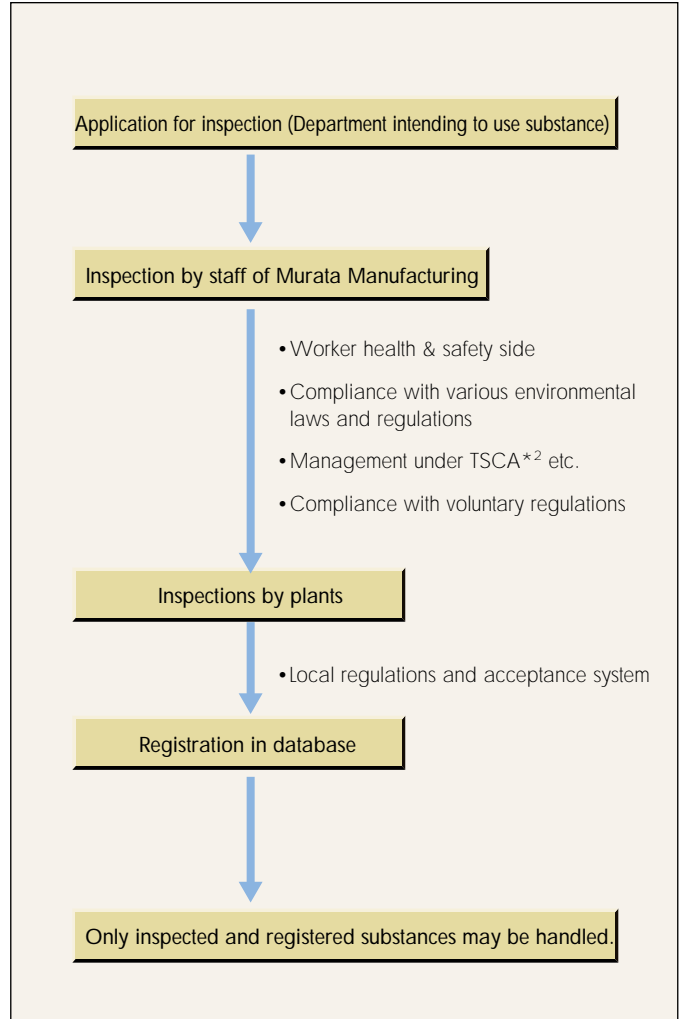 Application for inspection (Department intending to use substance)
Inspection by staff of Murata Manufacturing
•Worker health & safety side
•Compliance with various environmental
laws and regulations
•Management under TSCA*2 etc.
•Compliance with voluntary regulations
Inspections by plants
•Local regulations and acceptance system
Registration in database
Only inspected and registered substances may be handled.